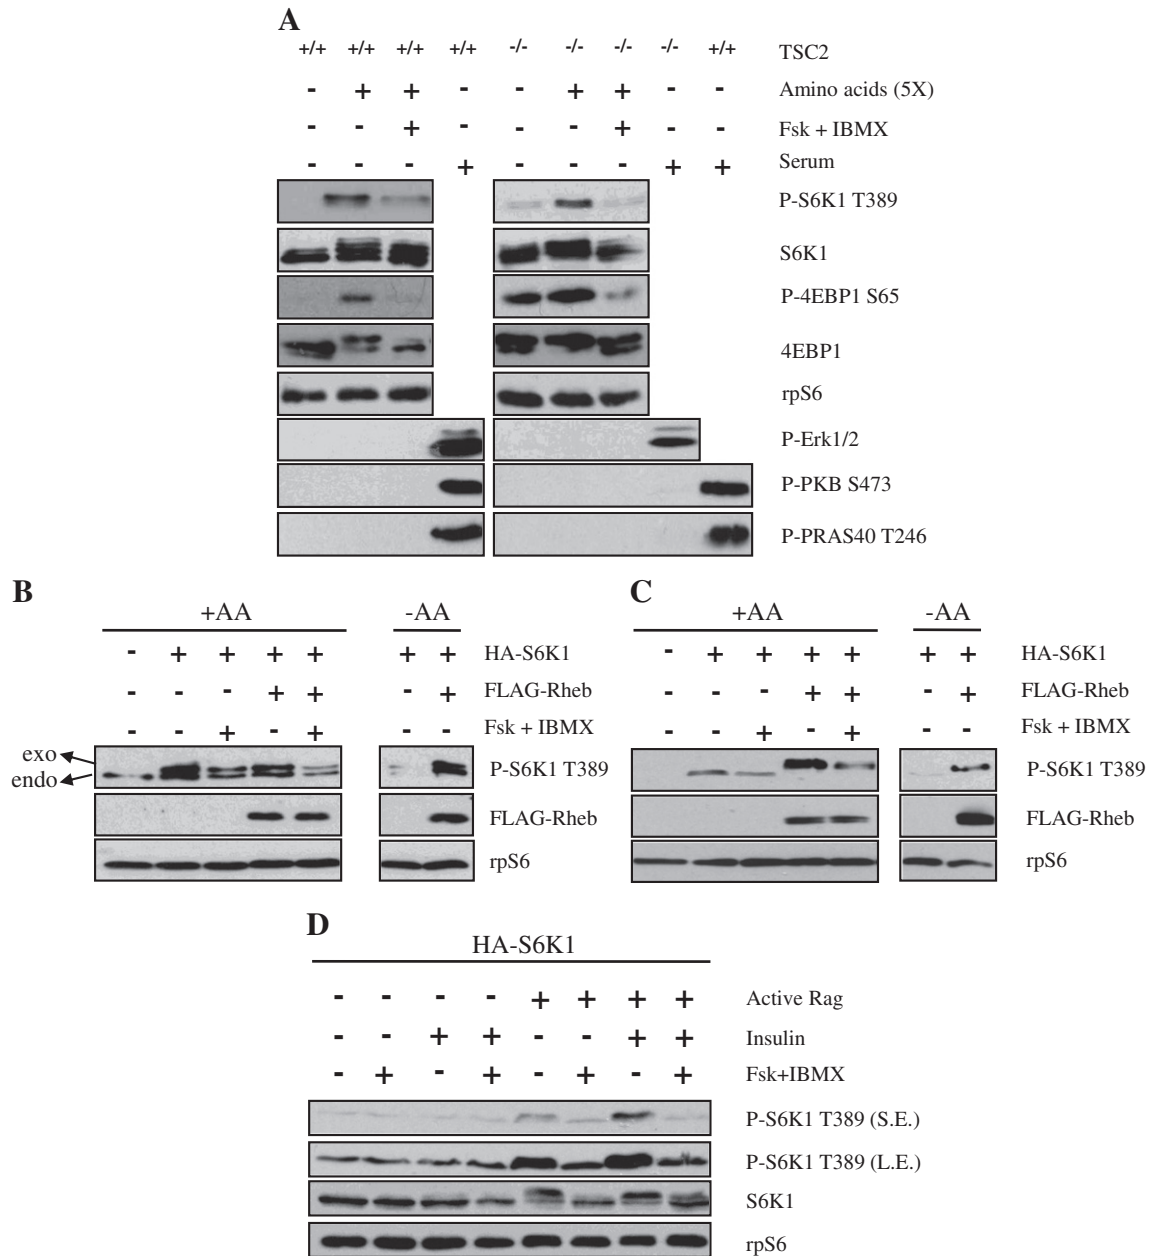 A
+/+ +/+ +/+ +/+ -/- -/- -/- -/- +/+ TSC2
- + + - - + + - - Amino acids (5X)
- - + - - - + - - Fsk + IBMX
- - - + - - - + + Serum
P-S6K1 T389
S6K1
P-4EBP1 S65
4EBP1
rpS6
P-Erk1/2
P-PKB S473
P-PRAS40 T246
B
+AA -AA
- + + + + + + HA-S6K1
- - - + + - + FLAG-Rheb
- - + - + - - Fsk + IBMX
exo
endo
P-S6K1 T389
FLAG-Rheb
rpS6
C
+AA -AA
- + + + + + + HA-S6K1
- - - + + - + FLAG-Rheb
- - + - + - - Fsk + IBMX
P-S6K1 T389
FLAG-Rheb
rpS6
D
HA-S6K1
- - - - + + + + Active Rag
- - + + - - + + Insulin
- + - + - + - + Fsk+IBMX
P-S6K1 T389 (S.E.)
P-S6K1 T389 (L.E.)
S6K1
rpS6